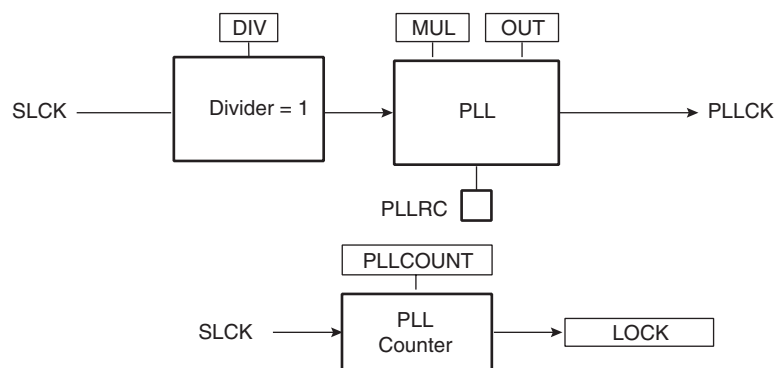 DIV
MUL
OUT
SLCK
Divider = 1
PLL
PLLCK
PLLRC
PLLCOUNT
SLCK
PLL
Counter
LOCK